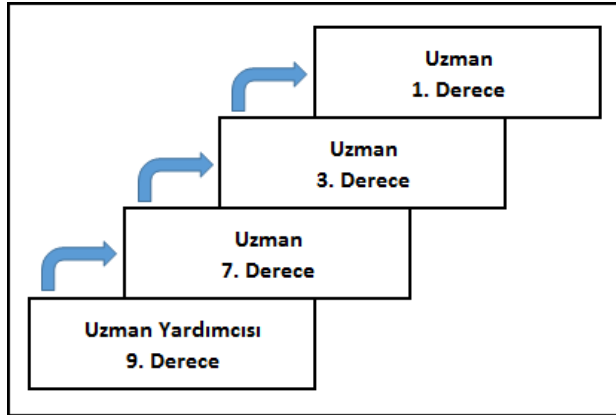 Uzman
1. Derece
Uzman
3. Derece
Uzman
7. Derece
Uzman Yardımcısı
9. Derece